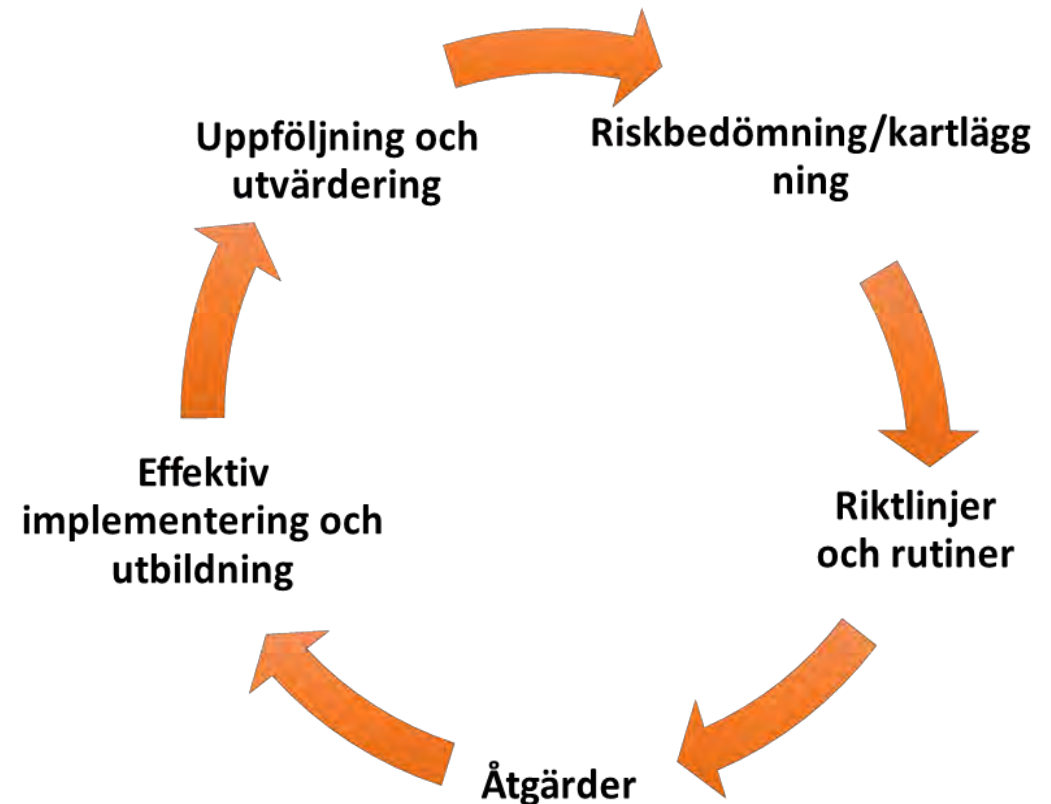 Uppföljning och
utvärdering
Riskbedömning/kartlägg
ning
Riktlinjer
och rutiner
Åtgärder
Effektiv
implementering och
utbildning